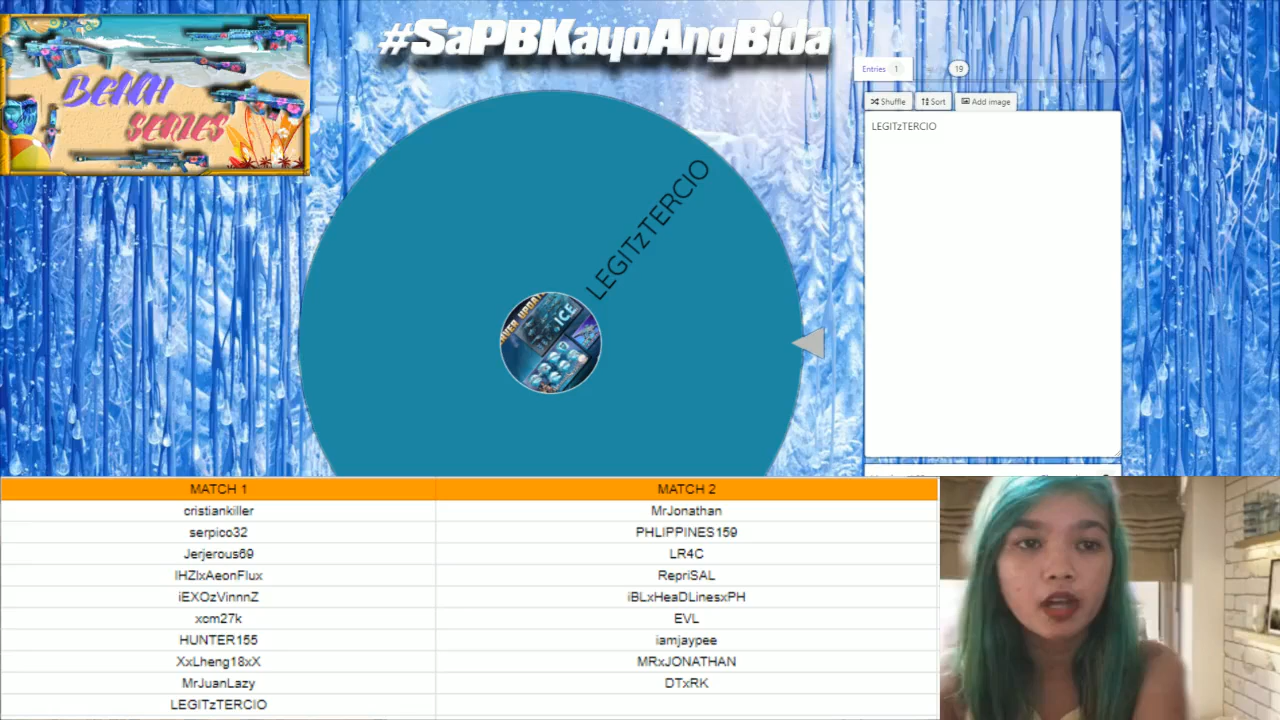 #SaPBKayoAngBida
BEACH
SERIES
Entries 1
19
Shuffle
Sort
Add image
LEGITzTERCIO
LEGITzTERCIO
ICE
MATCH 1
MATCH 2
cristiankiller
MrJonathan
serpico32
PHLIPPINES159
Jerjerous69
LR4C
IHZIxAeonFlux
RepriSAL
iEXOzVinnnZ
iBLxHeaDLinesxPH
xcm27k
EVL
HUNTER155
iamjaypee
XxLheng18xX
MRxJONATHAN
MrJuanLazy
DTxRK
LEGITzTERCIO